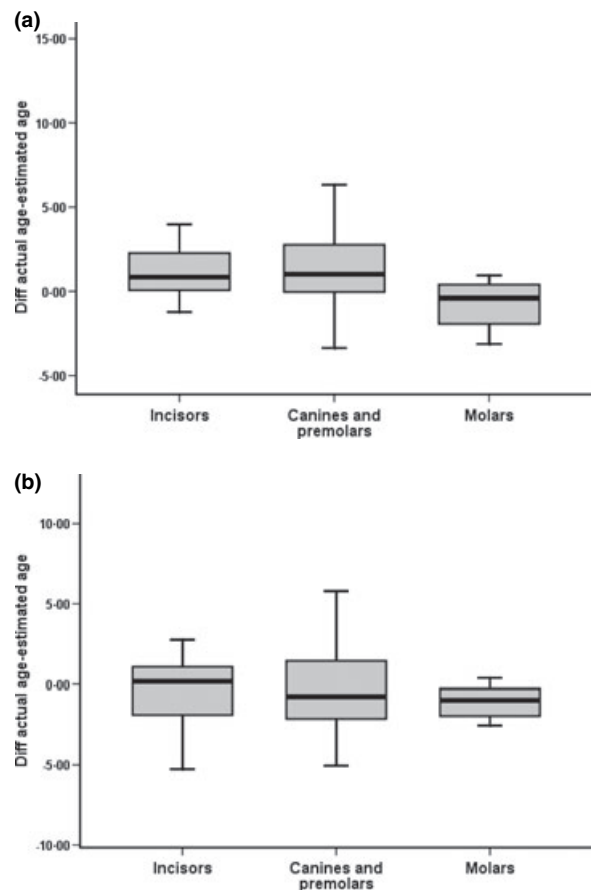 (a)
15·00
10·00
5·00
0·00
-5·00
Diff actual age-estimated age
Incisors
Canines and
premolars
Molars
(b)
10·00
5·00
0·00
-5·00
-10·00
Diff actual age-estimated age
Incisors
Canines and
premolars
Molars